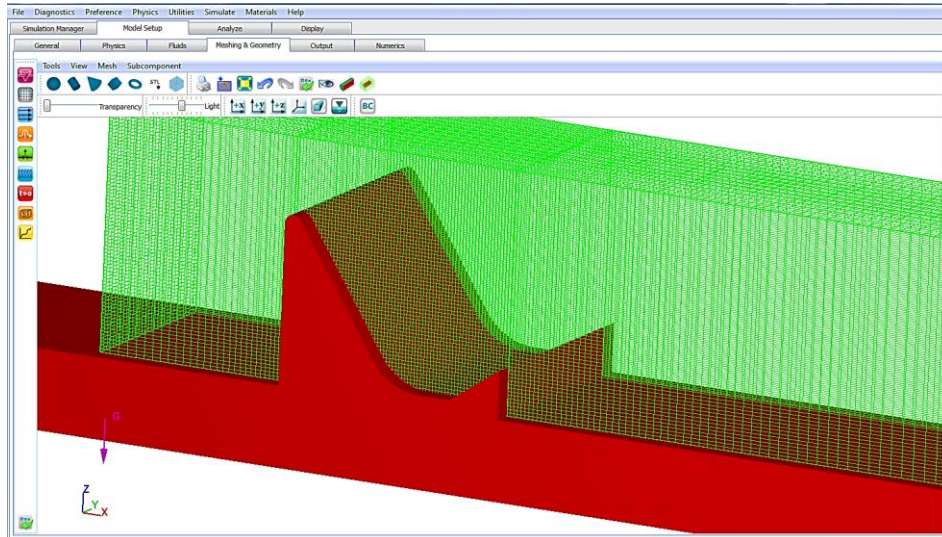 File Diagnostics Preference Physics Utilities Simulate Materials Help
Simulation Manager Model Setup Analyze Display
General Physics Fluids Meshing & Geometry Output Numerics
Tools View Mesh Subcomponent
STL
Transparency Light +x +y +z BC
t=0
G
Z
Y
X